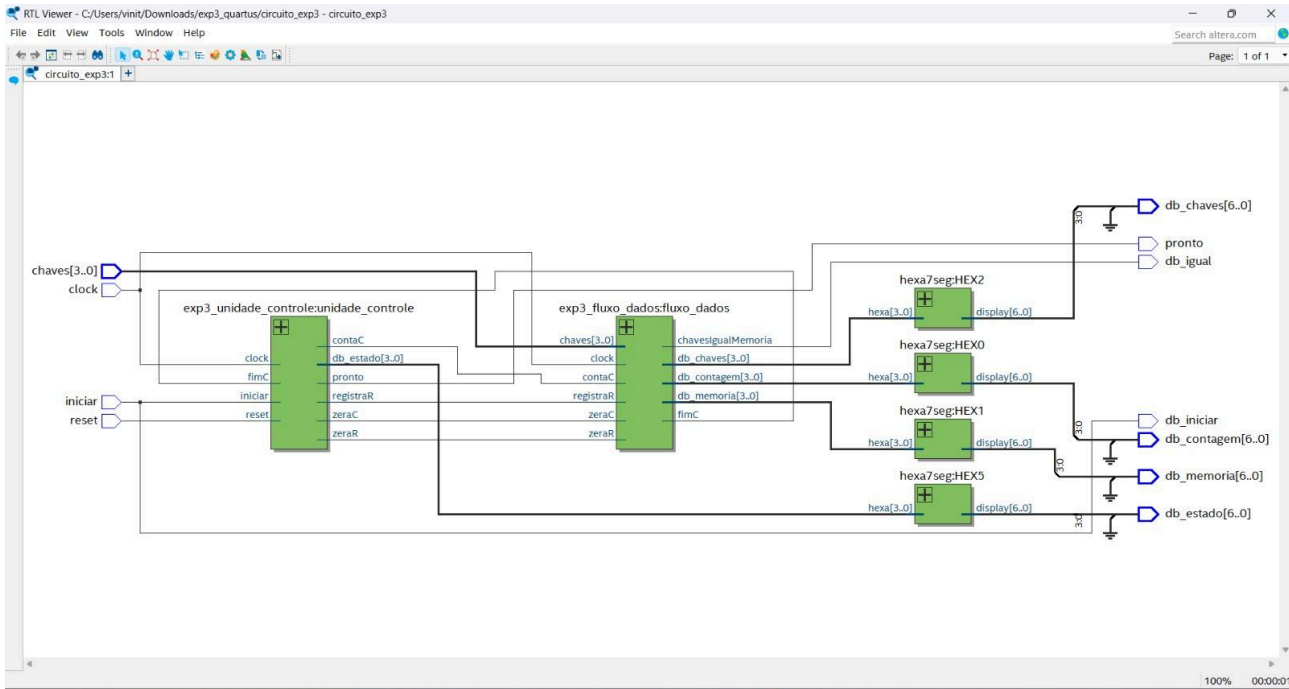 RTL Viewer - C:/Users/vinit/Downloads/exp3_quartus/circuito_exp3 - circuito_exp3
File Edit View Tools Window Help
Search altera.com
Page: 1 of 1
circuito_exp3:1
chaves[3..0]
clock
iniciar
reset
exp3_unidade_controle:unidade_controle
clock
fimC
iniciar
reset
contaC
db_estado[3..0]
pronto
registraR
zeraC
zeraR
exp3_fluxo_dados:fluxo_dados
chaves[3..0]
clock
contaC
registraR
zeraC
zeraR
chavesIgualMemoria
db_chaves[3..0]
db_contagem[3..0]
db_memoria[3..0]
fimC
hexa7seg:HEX2
hexa[3..0] display[6..0]
hexa7seg:HEX0
hexa[3..0] display[6..0]
hexa7seg:HEX1
hexa[3..0] display[6..0]
hexa7seg:HEX5
hexa[3..0] display[6..0]
3:0
db_chaves[6..0]
pronto
db_igual
db_iniciar
3:0
db_contagem[6..0]
3:0
db_memoria[6..0]
3:0
db_estado[6..0]
100% 00:00:01